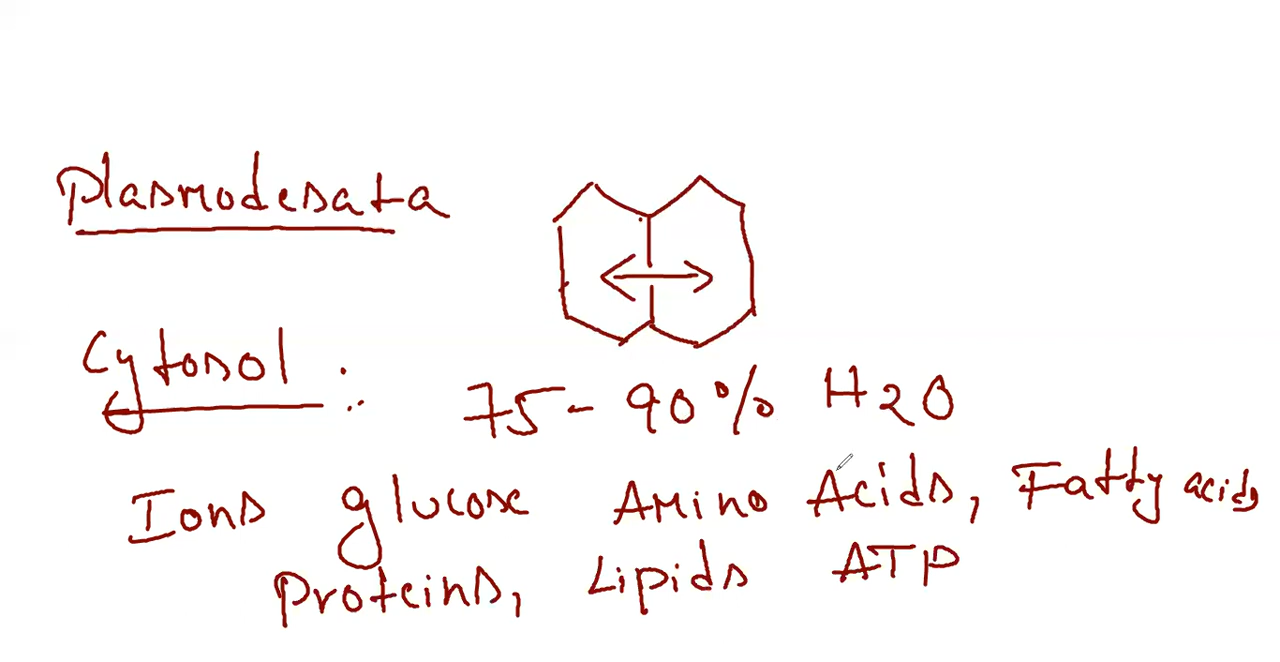 Plasmodesata
Cytosol :
75 - 90% H2O
Ions glucose Amino Acids, Fatty acids
Proteins, Lipids ATP